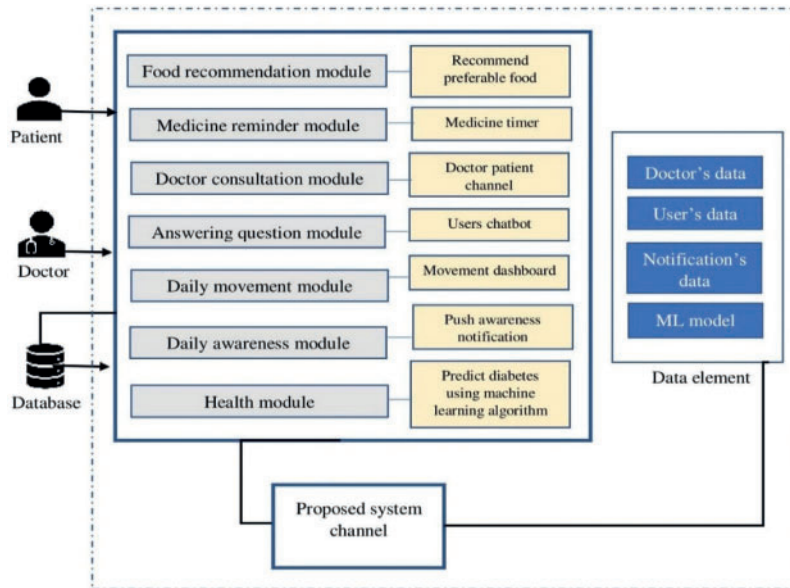 Patient
Doctor
Database
Food recommendation module
Recommend
preferable food
Medicine reminder module
Medicine timer
Doctor consultation module
Doctor patient
channel
Answering question module
Users chatbot
Daily movement module
Movement dashboard
Daily awareness module
Push awareness
notification
Health module
Predict diabetes
using machine
learning algorithm
Doctor's data
User's data
Notification's
data
ML model
Data element
Proposed system
channel